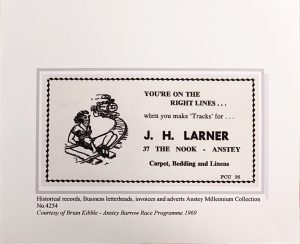 YOU'RE ON THE
RIGHT LINES . . .
when you make 'Tracks' for . . .
J. H. LARNER
37 THE NOOK - ANSTEY
Carpet, Bedding and Linens
PCU 16
Historical records, Business letterheads, invoices and adverts Anstey Millennium Collection
No.4254
Courtesy of Brian Kibble - Anstey Barrow Race Programme 1969